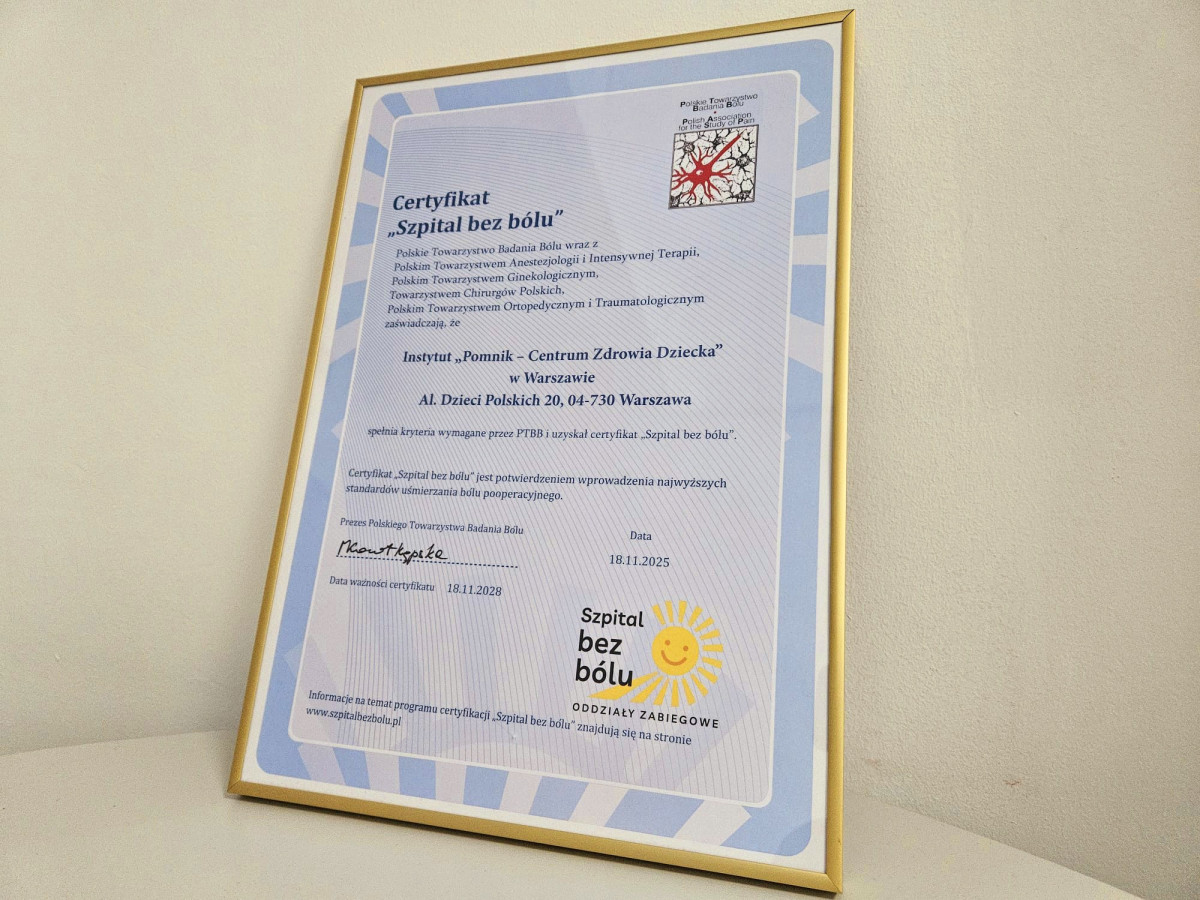 Polskie Towarzystwo
Badania Bólu
•
Polish Association
for the Study of Pain
Certyfikat
„Szpital bez bólu”
Polskie Towarzystwo Badania Bólu wraz z
Polskim Towarzystwem Anestezjologii i Intensywnej Terapii,
Polskim Towarzystwem Ginekologicznym,
Towarzystwem Chirurgów Polskich,
Polskim Towarzystwem Ortopedycznym i Traumatologicznym
zaświadczają, że
Instytut „Pomnik – Centrum Zdrowia Dziecka”
w Warszawie
Al. Dzieci Polskich 20, 04-730 Warszawa
spełnia kryteria wymagane przez PTBB i uzyskał certyfikat „Szpital bez bólu”.
Certyfikat „Szpital bez bólu” jest potwierdzeniem wprowadzenia najwyższych
standardów uśmierzania bólu pooperacyjnego.
Prezes Polskiego Towarzystwa Badania Bólu
Data
18.11.2025
Data ważności certyfikatu 18.11.2028
Szpital
bez
bólu
ODDZIAŁY ZABIEGOWE
Informacje na temat programu certyfikacji „Szpital bez bólu” znajdują się na stronie
www.szpitalbezbolu.pl